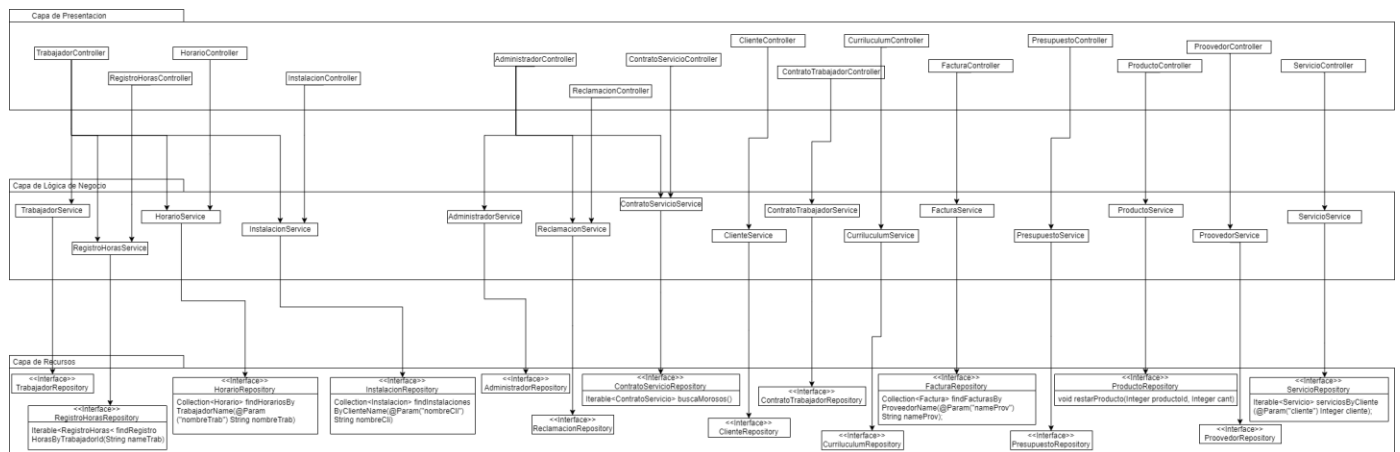 Capa de Presentacion
TrabajadorController
HorarioController
RegistroHorasController
InstalacionController
AdministradorController
ContratoServicioController
ReclamacionController
ClienteController
CurriluculumController
ContratoTrabajadorController
FacturaController
PresupuestoController
ProductoController
ProovedorController
ServicioController
Capa de Lógica de Negocio
TrabajadorService
HorarioService
RegistroHorasService
InstalacionService
AdministradorService
ReclamacionService
ContratoServicioService
ClienteService
ContratoTrabajadorService
CurriluculumService
FacturaService
PresupuestoService
ProductoService
ProovedorService
ServicioService
Capa de Recursos
<<Interface>>
TrabajadorRepository
<<Interface>>
RegistroHorasRepository
Iterable<RegistroHoras< findRegistro
HorasByTrabajadorId(String nameTrab)
<<Interface>>
HorarioRepository
Collection<Horario> findHorariosBy
TrabajadorName(@Param
("nombreTrab") String nombreTrab)
<<Interface>>
InstalacionRepository
Collection<Instalacion> findInstalaciones
ByClienteName(@Param("nombreCli")
String nombreCli)
<<Interface>>
AdministradorRepository
<<Interface>>
ReclamacionRepository
<<Interface>>
ContratoServicioRepository
Iterable<ContratoServicio> buscaMorosos()
<<Interface>>
ClienteRepository
<<Interface>>
ContratoTrabajadorRepository
<<Interface>>
CurriluculumRepository
<<Interface>>
FacturaRepository
Collection<Factura> findFacturasBy
ProveedorName(@Param("nameProv")
String nameProv);
<<Interface>>
PresupuestoRepository
<<Interface>>
ProductoRepository
void restarProducto(Integer productoId, Integer cant)
<<Interface>>
ProovedorRepository
<<Interface>>
ServicioRepository
Iterable<Servicio> serviciosByCliente
(@Param("cliente") Integer cliente);